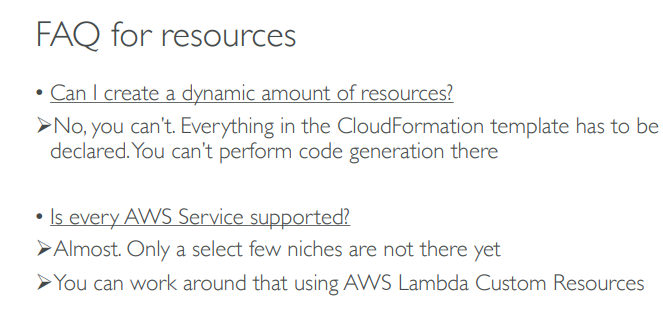 FAQ for resources
• Can I create a dynamic amount of resources?
➢No, you can’t. Everything in the CloudFormation template has to be
declared. You can’t perform code generation there
• Is every AWS Service supported?
➢Almost. Only a select few niches are not there yet
➢You can work around that using AWS Lambda Custom Resources